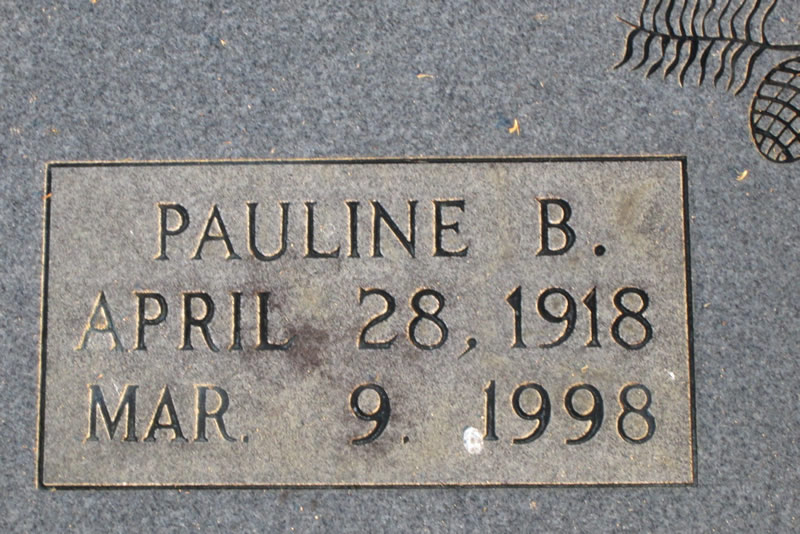 PAULINE B.
APRIL 28, 1918
MAR. 9. 1998